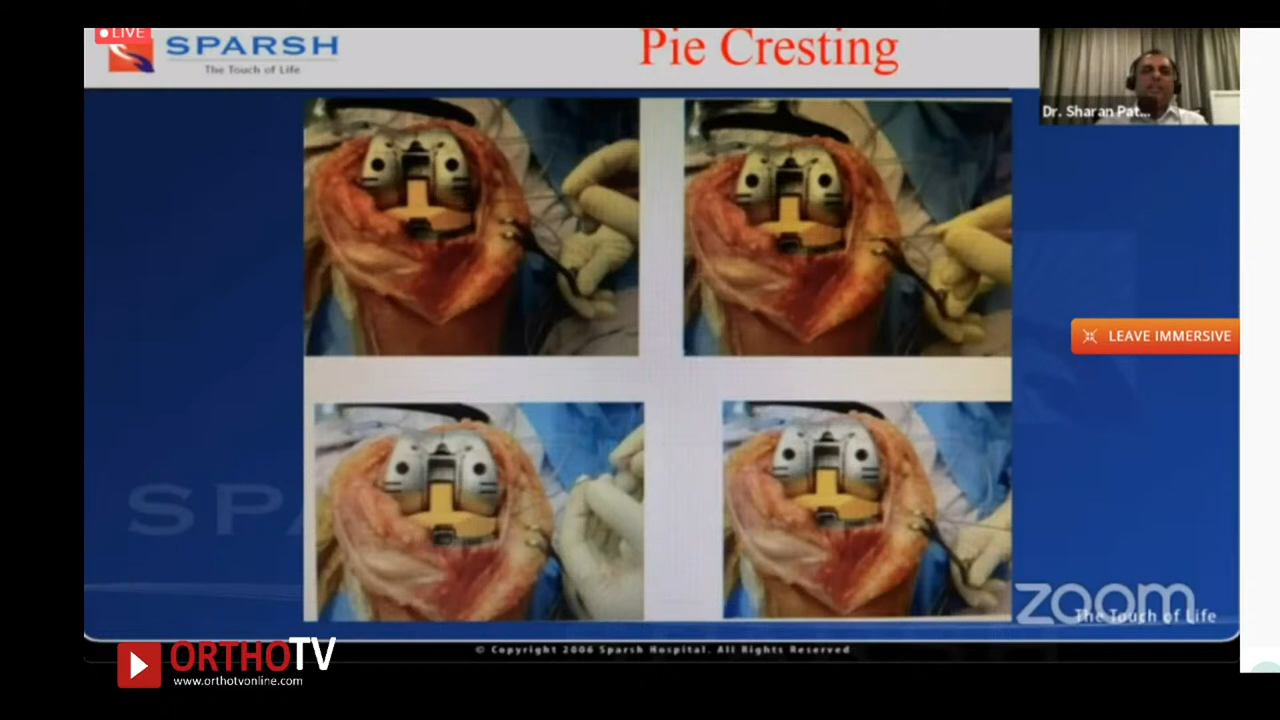 LIVE
SPARSH
The Touch of Life
Pie Cresting
Dr. Sharan Pat...
LEAVE IMMERSIVE
SPA
zoom
The Touch of Life
© Copyright 2006 Sparsh Hospital. All Rights Reserved
ORTHOTV
www.orthotvonline.com